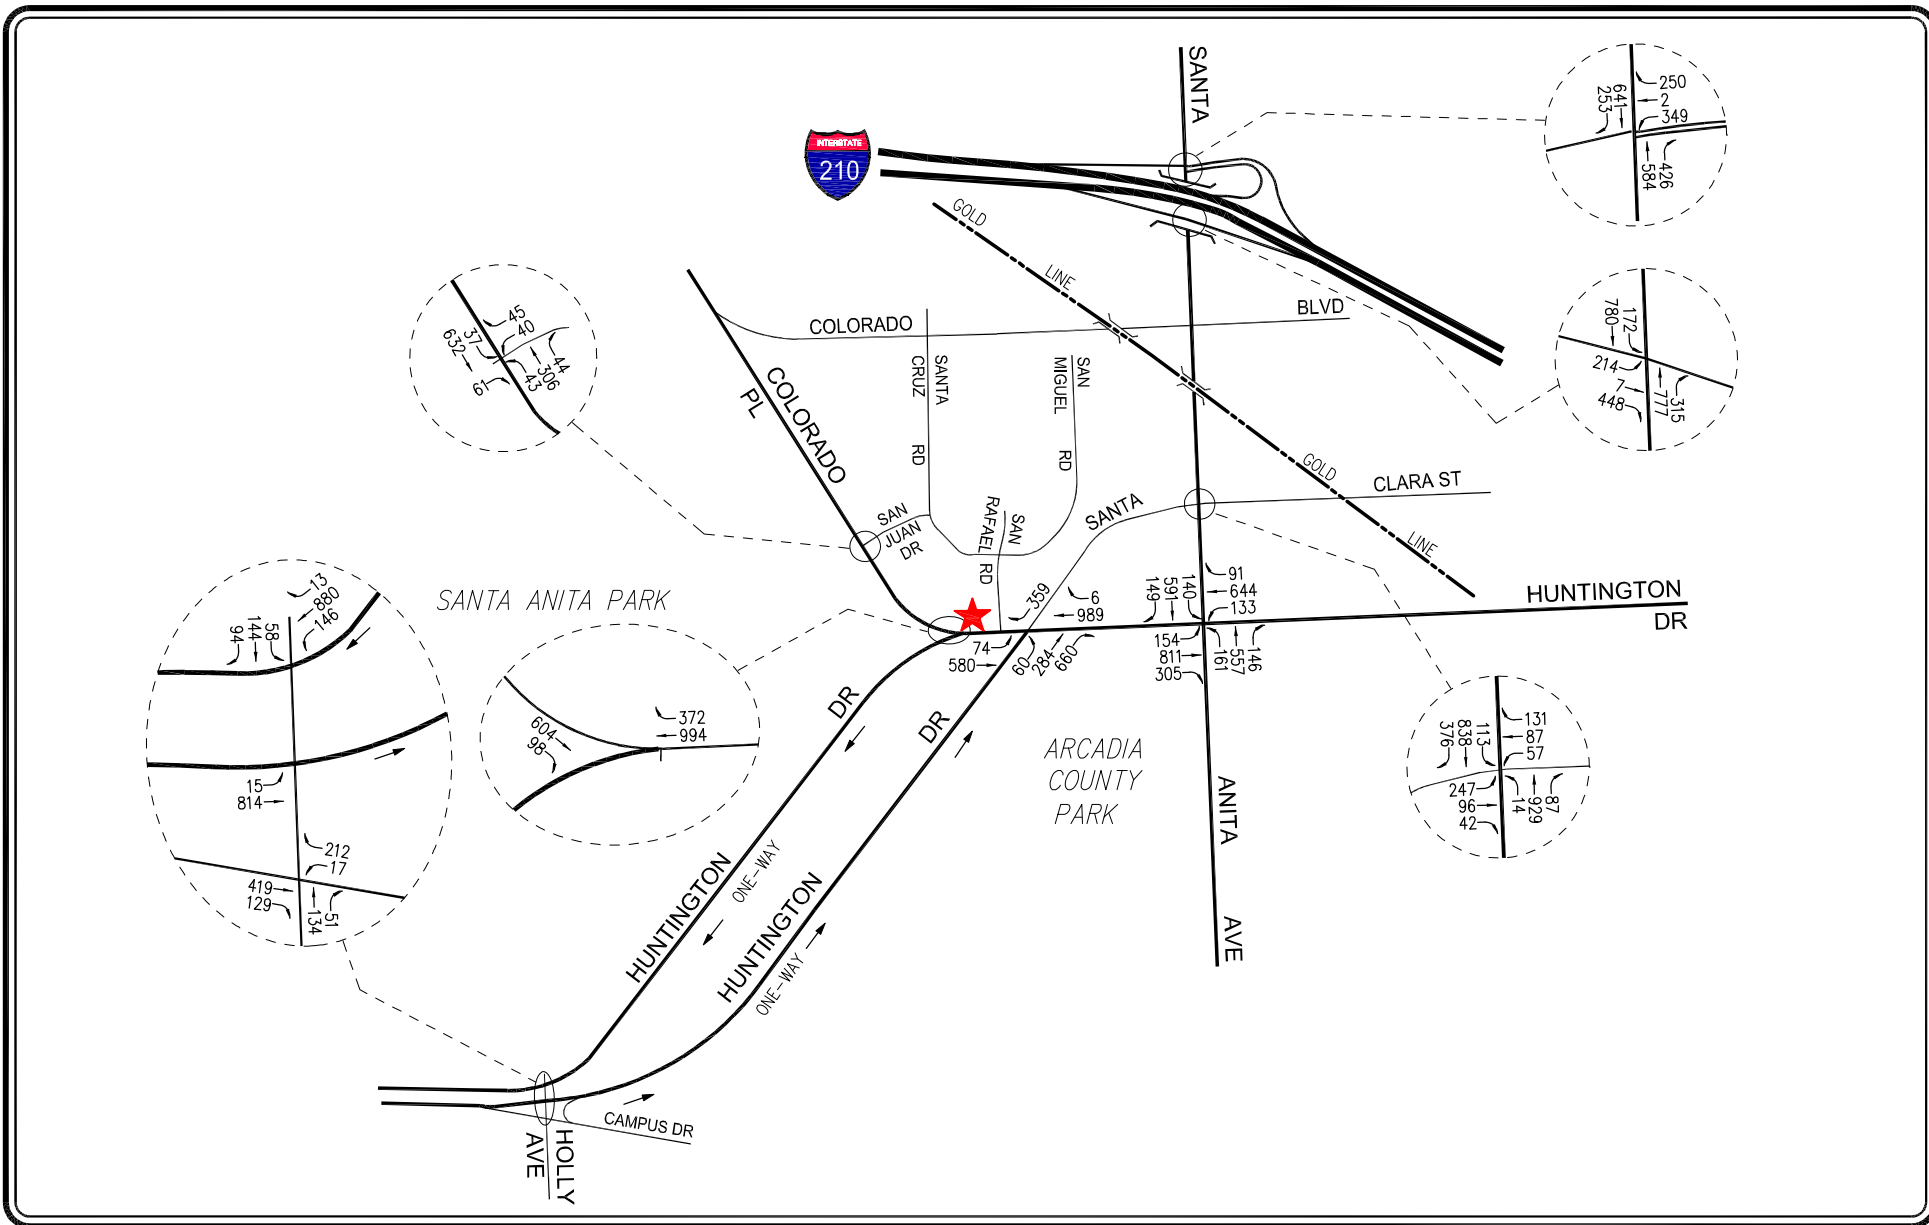 SANTA
250
2
349
641
253
426
584
INTERSTATE
210
GOLD
LINE
172
780
214
7
448
315
777
45
40
37
632
61
44
306
43
COLORADO
BLVD
SANTA
CRUZ
RD
SAN
MIGUEL
RD
COLORADO
PL
GOLD
LINE
CLARA ST
SANTA
SAN
JUAN
DR
SAN
RAFAEL RD
SANTA ANITA PARK
13
880
146
58
144
94
15
814
212
17
419
129
51
134
372
994
604
98
359
6
989
74
580
60
284
660
149
591
140
91
644
133
154
811
305
161
557
146
HUNTINGTON
DR
131
87
57
113
838
376
247
96
42
14
929
87
DR
DR
ARCADIA
COUNTY
PARK
ANITA
AVE
HUNTINGTON
ONE-WAY
HUNTINGTON
ONE-WAY
CAMPUS DR
HOLLY
AVE